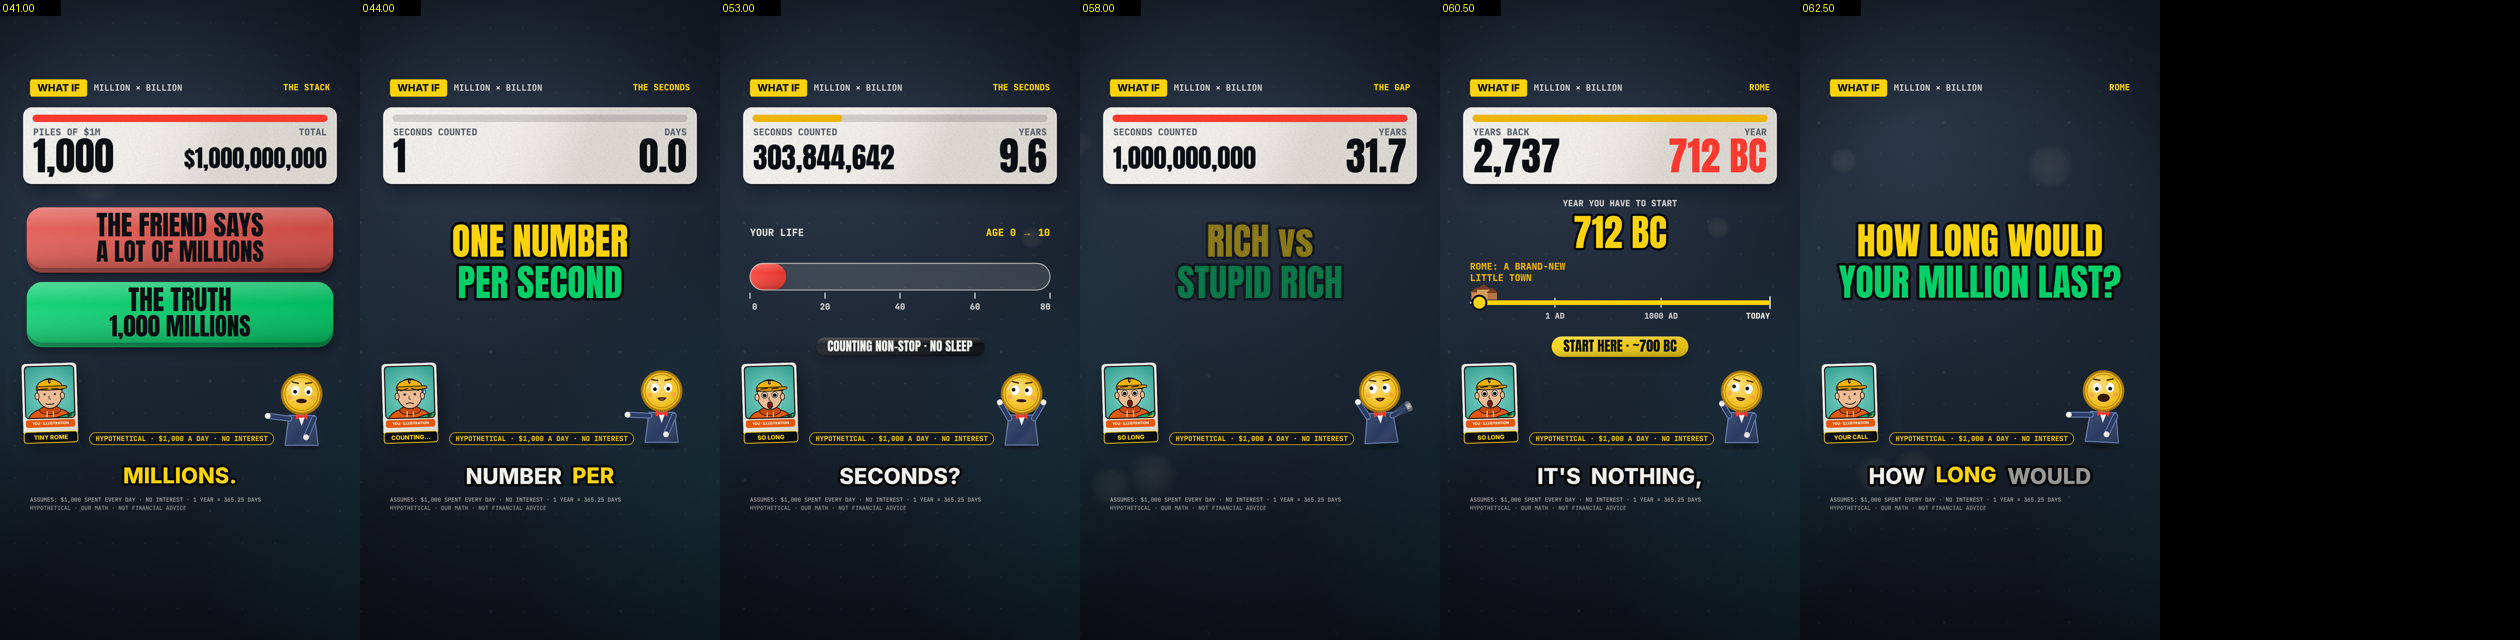 041.00
WHAT IF MILLION × BILLION THE STACK
PILES OF $1M TOTAL
1,000 $1,000,000,000
THE FRIEND SAYS
A LOT OF MILLIONS
THE TRUTH
1,000 MILLIONS
YOU · ILLUSTRATION
TINY ROME
HYPOTHETICAL · $1,000 A DAY · NO INTEREST
MILLIONS.
ASSUMES: $1,000 SPENT EVERY DAY · NO INTEREST · 1 YEAR = 365.25 DAYS
HYPOTHETICAL · OUR MATH · NOT FINANCIAL ADVICE
044.00
WHAT IF MILLION × BILLION THE SECONDS
SECONDS COUNTED DAYS
1 0.0
ONE NUMBER
PER SECOND
YOU · ILLUSTRATION
COUNTING...
HYPOTHETICAL · $1,000 A DAY · NO INTEREST
NUMBER PER
ASSUMES: $1,000 SPENT EVERY DAY · NO INTEREST · 1 YEAR = 365.25 DAYS
HYPOTHETICAL · OUR MATH · NOT FINANCIAL ADVICE
053.00
WHAT IF MILLION × BILLION THE SECONDS
SECONDS COUNTED YEARS
303,844,642 9.6
YOUR LIFE AGE 0 → 10
0 20 40 60 80
COUNTING NON-STOP · NO SLEEP
YOU · ILLUSTRATION
SO LONG
HYPOTHETICAL · $1,000 A DAY · NO INTEREST
SECONDS?
ASSUMES: $1,000 SPENT EVERY DAY · NO INTEREST · 1 YEAR = 365.25 DAYS
HYPOTHETICAL · OUR MATH · NOT FINANCIAL ADVICE
058.00
WHAT IF MILLION × BILLION THE GAP
SECONDS COUNTED YEARS
1,000,000,000 31.7
RICH VS
STUPID RICH
YOU · ILLUSTRATION
SO LONG
HYPOTHETICAL · $1,000 A DAY · NO INTEREST
ASSUMES: $1,000 SPENT EVERY DAY · NO INTEREST · 1 YEAR = 365.25 DAYS
HYPOTHETICAL · OUR MATH · NOT FINANCIAL ADVICE
060.50
WHAT IF MILLION × BILLION ROME
YEARS BACK YEAR
2,737 712 BC
YEAR YOU HAVE TO START
712 BC
ROME: A BRAND-NEW
LITTLE TOWN
1 AD 1000 AD TODAY
START HERE · ~700 BC
YOU · ILLUSTRATION
SO LONG
HYPOTHETICAL · $1,000 A DAY · NO INTEREST
IT'S NOTHING,
ASSUMES: $1,000 SPENT EVERY DAY · NO INTEREST · 1 YEAR = 365.25 DAYS
HYPOTHETICAL · OUR MATH · NOT FINANCIAL ADVICE
062.50
WHAT IF MILLION × BILLION ROME
HOW LONG WOULD
YOUR MILLION LAST?
YOU · ILLUSTRATION
YOUR CALL
HYPOTHETICAL · $1,000 A DAY · NO INTEREST
HOW LONG WOULD
ASSUMES: $1,000 SPENT EVERY DAY · NO INTEREST · 1 YEAR = 365.25 DAYS
HYPOTHETICAL · OUR MATH · NOT FINANCIAL ADVICE